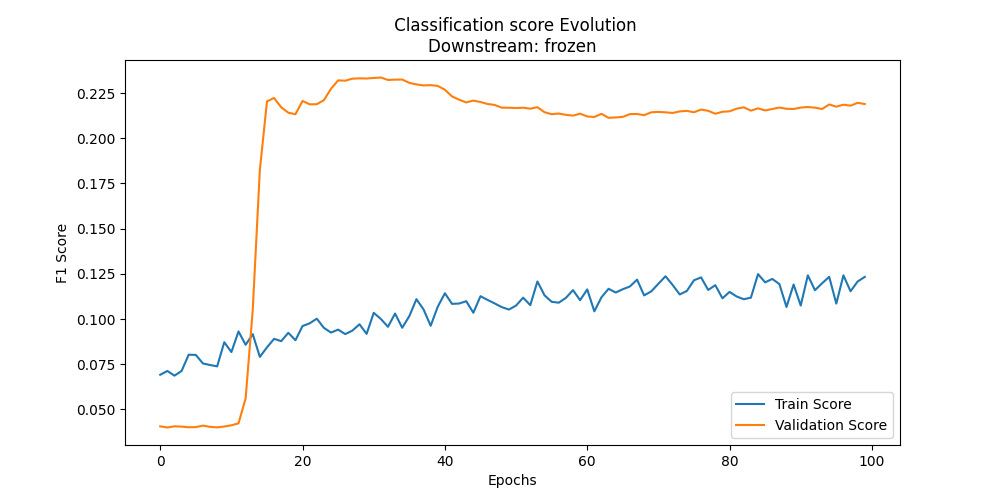 Classification score Evolution
Downstream: frozen
F1 Score
0.225
0.200
0.175
0.150
0.125
0.100
0.075
0.050
0 20 40 60 80 100
Epochs
Train Score
Validation Score